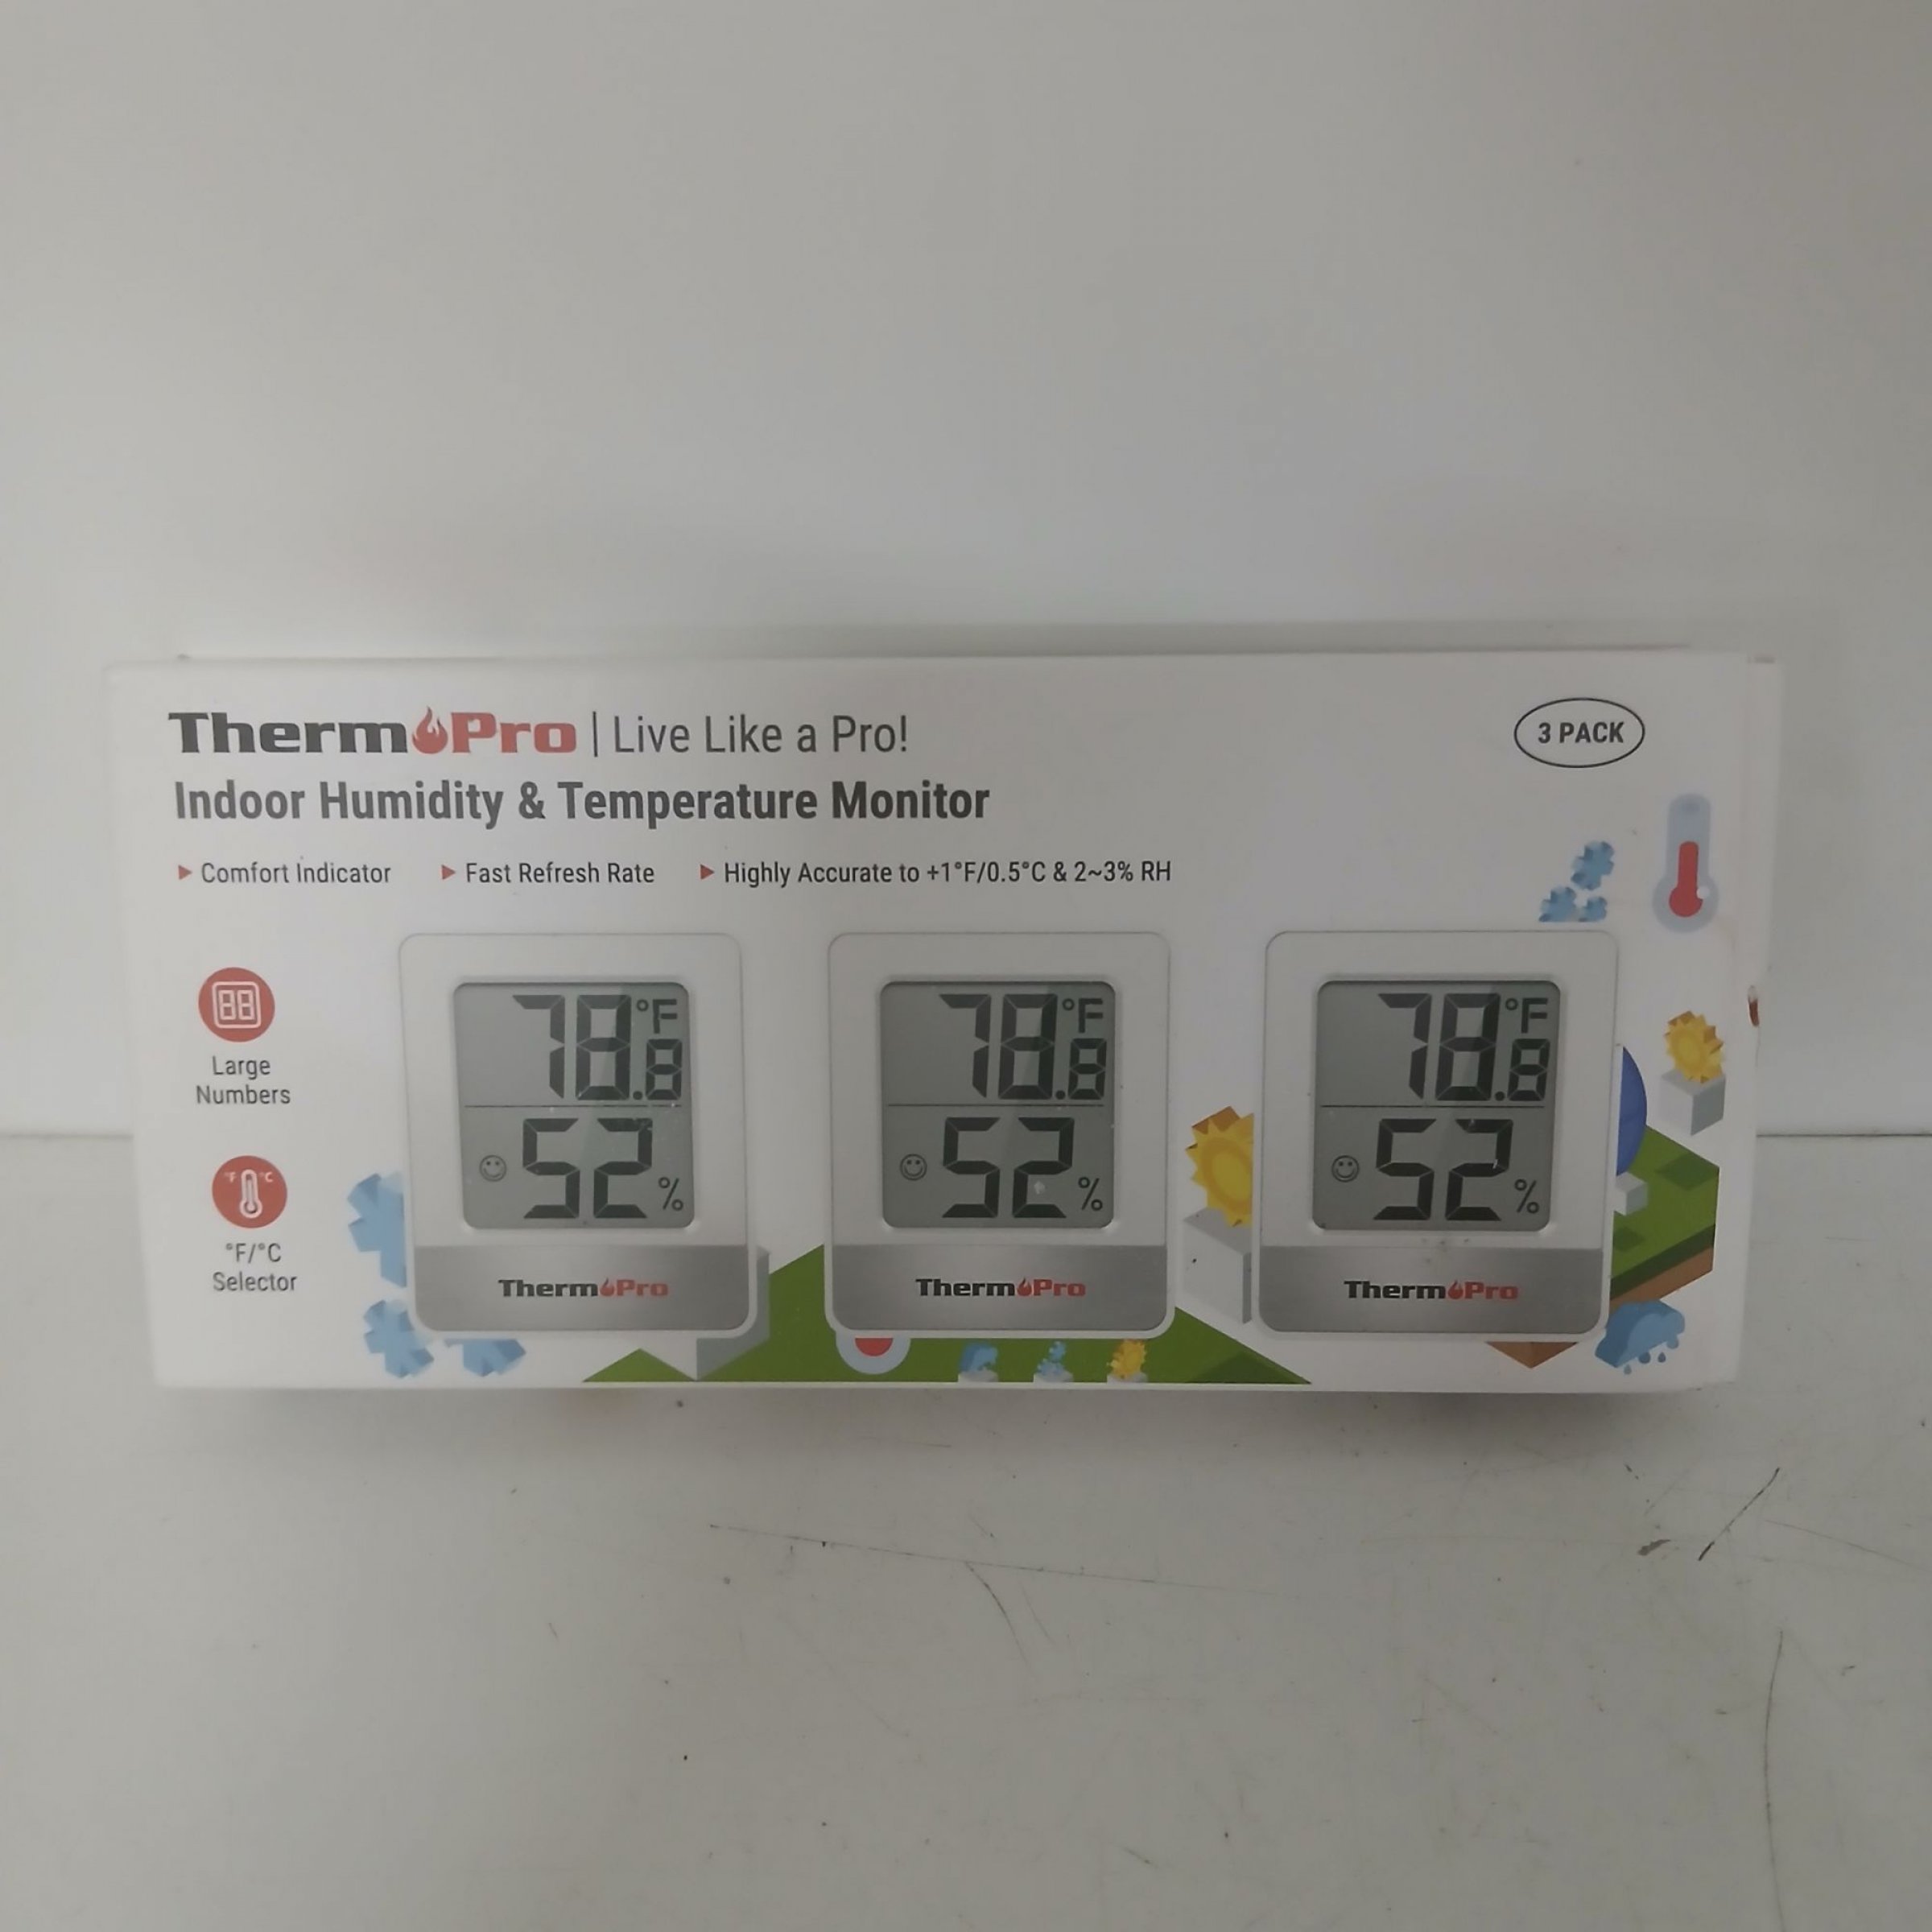 ThermoPro | Live Like a Pro!
3 PACK
Indoor Humidity & Temperature Monitor
Comfort Indicator
Fast Refresh Rate
Highly Accurate to +1°F/0.5°C & 2~3% RH
88
Large
Numbers
°F °C
°F/°C
Selector
78.8 °F
52 %
ThermoPro
78.8 °F
52 %
ThermoPro
78.8 °F
52 %
ThermoPro